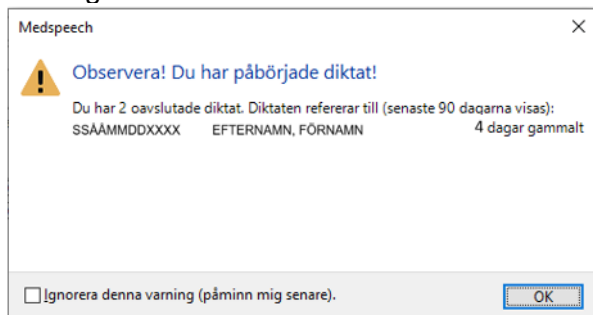 Medspeech
Observera! Du har påbörjade diktat!
Du har 2 oavslutade diktat. Diktaten refererar till (senaste 90 dagarna visas):
SSÅÅMMDDXXXX EFTERNAMN, FÖRNAMN 4 dagar gammalt
Ignorera denna varning (påminn mig senare).
OK